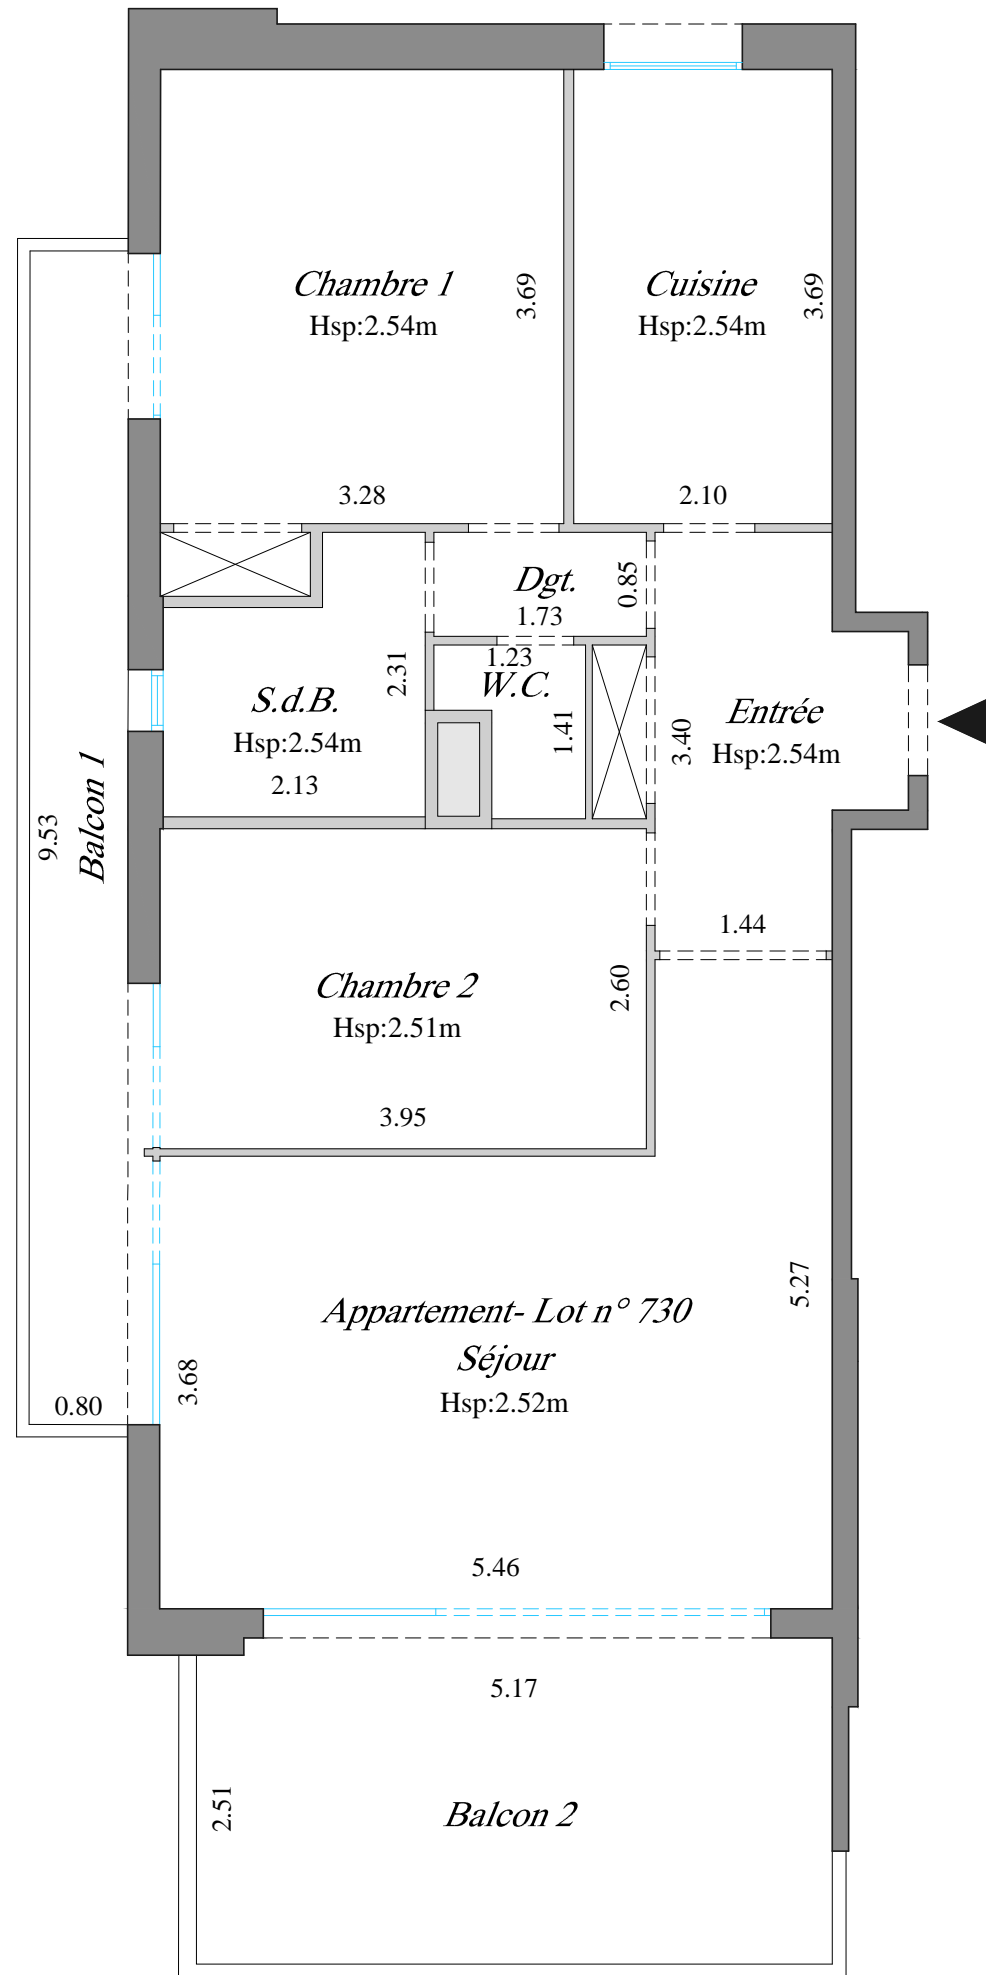 Chambre 1
Hsp:2.54m
3.69
3.28
Cuisine
Hsp:2.54m
3.69
2.10
Dgt.
1.73
0.85
1.23
W.C.
1.41
2.31
S.d.B.
Hsp:2.54m
2.13
3.40
Entrée
Hsp:2.54m
1.44
9.53
Balcon 1
0.80
Chambre 2
Hsp:2.51m
2.60
3.95
Appartement- Lot n° 730
Séjour
Hsp:2.52m
5.27
3.68
5.46
5.17
2.51
Balcon 2